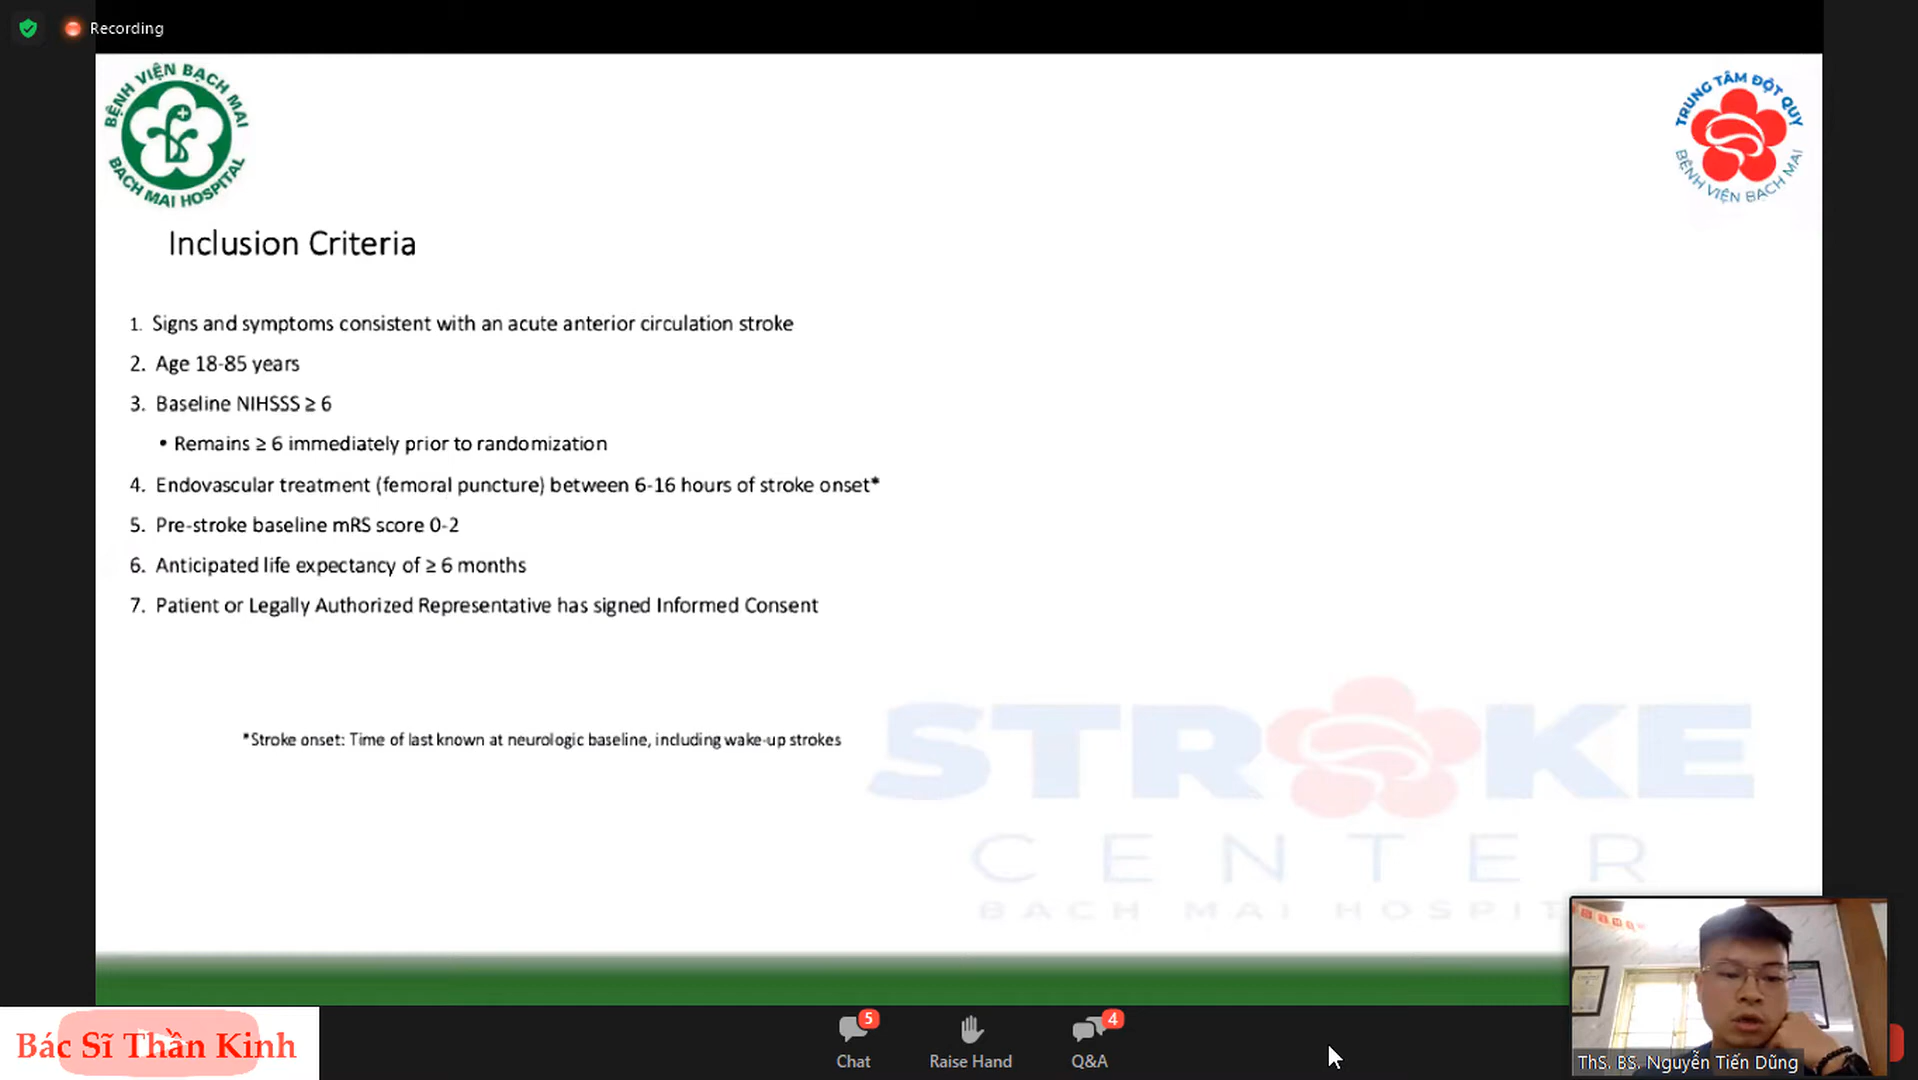 Recording
BỆNH VIỆN BẠCH MAI
BACH MAI HOSPITAL
TRUNG TÂM ĐỘT QUỴ
BỆNH VIỆN BẠCH MAI
Inclusion Criteria
1. Signs and symptoms consistent with an acute anterior circulation stroke
2. Age 18-85 years
3. Baseline NIHSSS ≥ 6
• Remains ≥ 6 immediately prior to randomization
4. Endovascular treatment (femoral puncture) between 6-16 hours of stroke onset*
5. Pre-stroke baseline mRS score 0-2
6. Anticipated life expectancy of ≥ 6 months
7. Patient or Legally Authorized Representative has signed Informed Consent
*Stroke onset: Time of last known at neurologic baseline, including wake-up strokes
STROKE
CENTER
BACH MAI HOSPIT
Bác Sĩ Thần Kinh
5
4
Chat
Raise Hand
Q&A
ThS. BS. Nguyễn Tiến Dũng